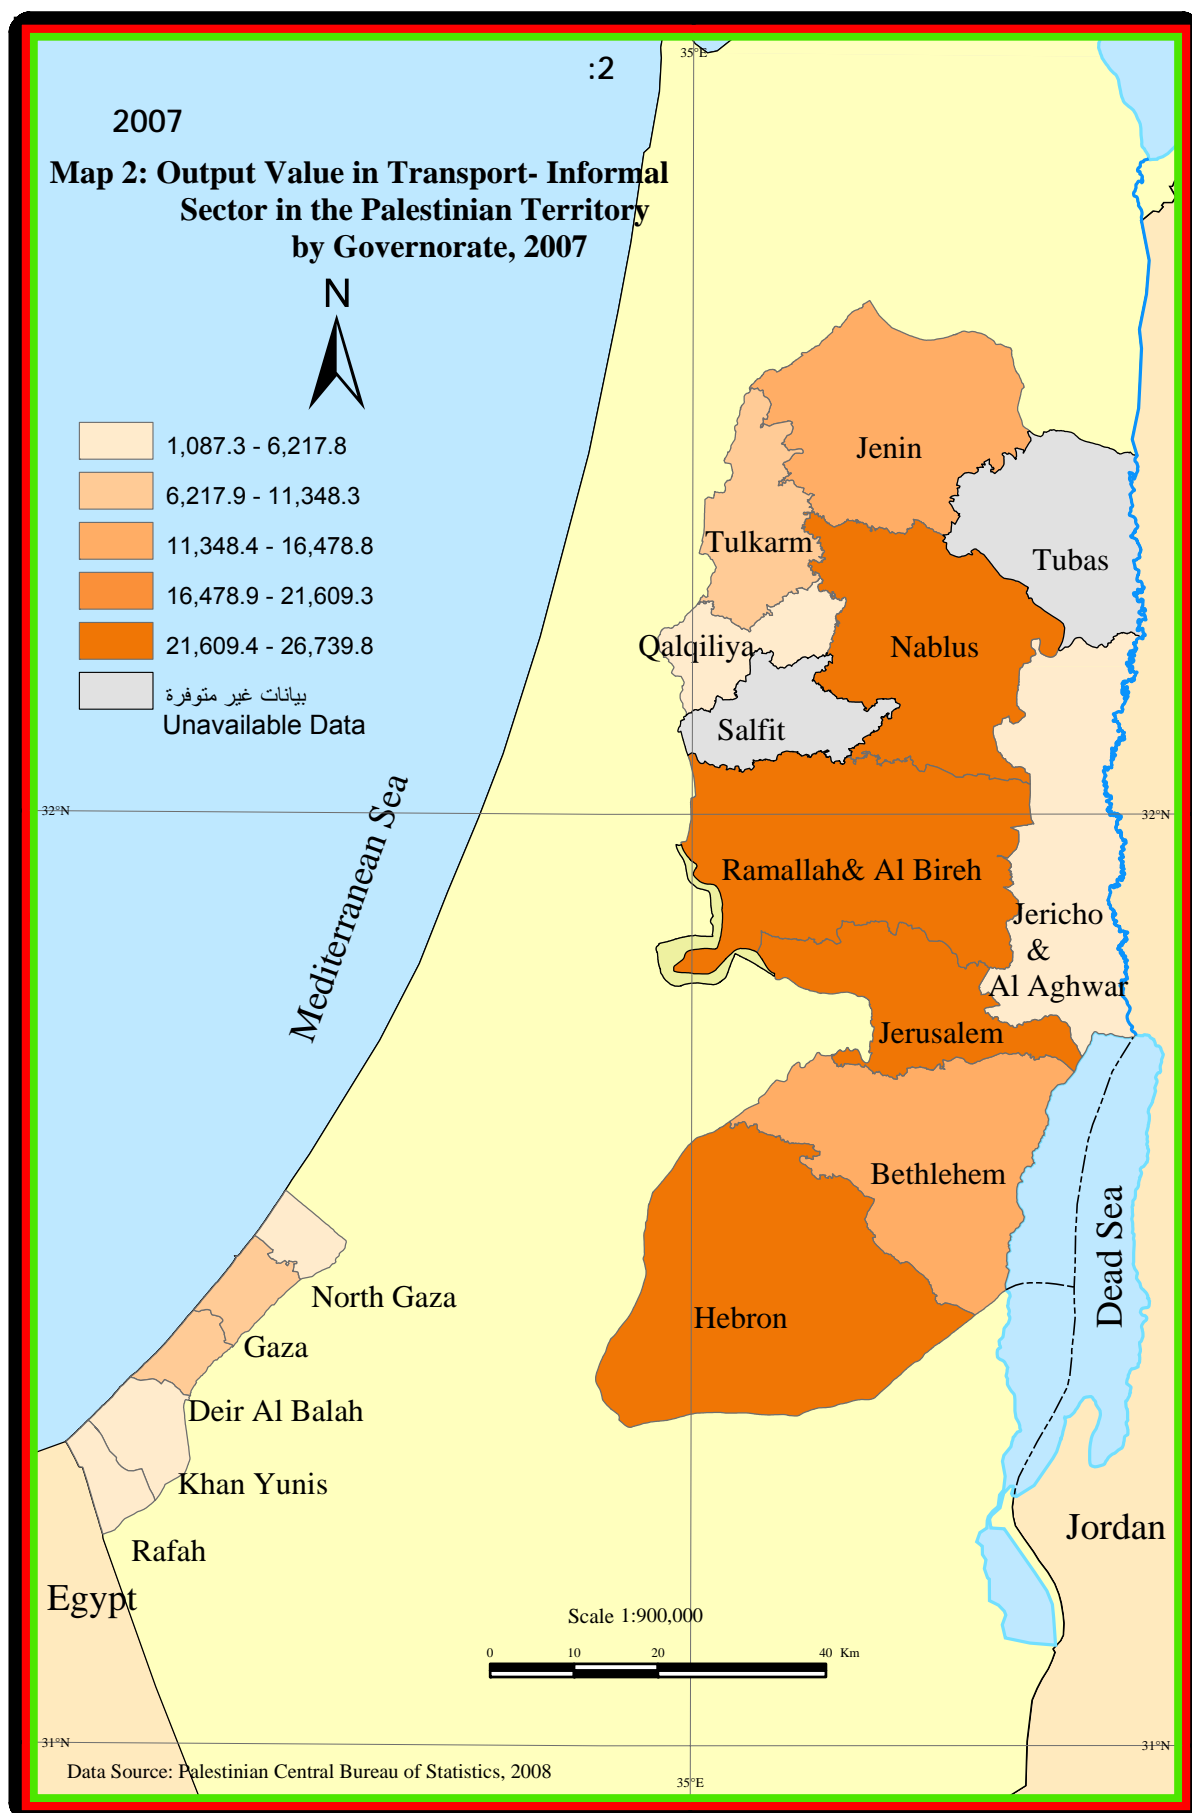 35°E
:2
2007
Map 2: Output Value in Transport- Informal
Sector in the Palestinian Territory
by Governorate, 2007
N
1,087.3 - 6,217.8
6,217.9 - 11,348.3
11,348.4 - 16,478.8
16,478.9 - 21,609.3
21,609.4 - 26,739.8
بيانات غير متوفرة
Unavailable Data
Jenin
Tulkarm
Tubas
Qalqiliya
Nablus
Salfit
32°N
32°N
Mediterranean Sea
Ramallah& Al Bireh
Jericho
&
Al Aghwar
Jerusalem
Bethlehem
Dead Sea
Hebron
North Gaza
Gaza
Deir Al Balah
Khan Yunis
Rafah
Egypt
Jordan
Scale 1:900,000
0 10 20 40 Km
31°N
31°N
Data Source: Palestinian Central Bureau of Statistics, 2008
35°E